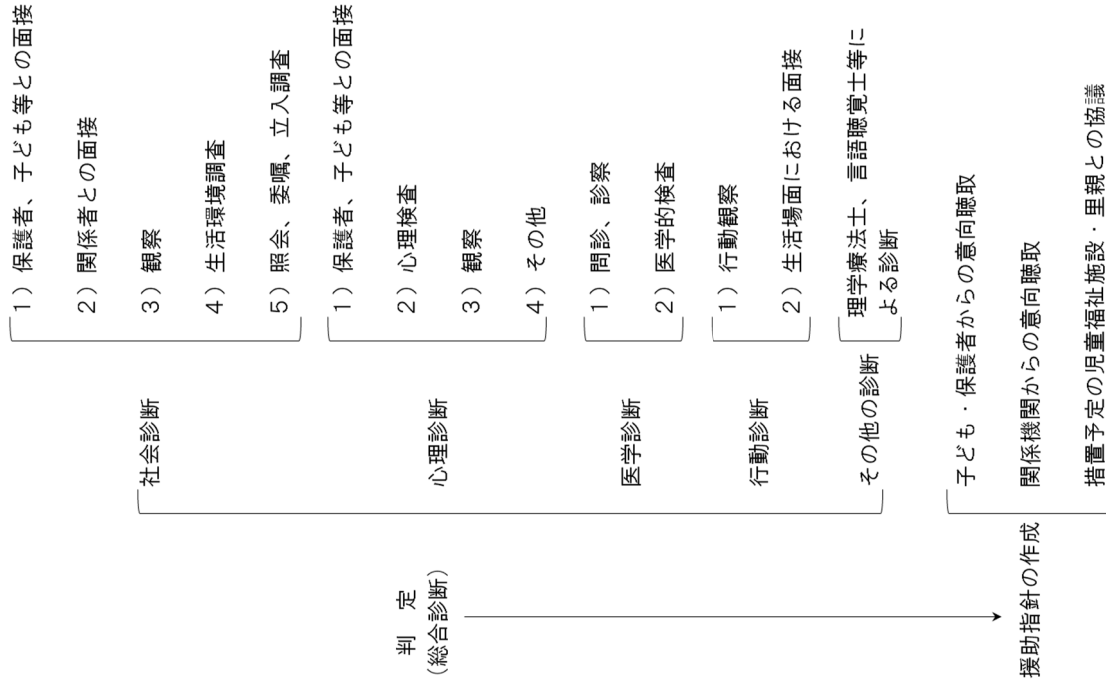 判　定
（総合診断）
社会診断
1）保護者、子ども等との面接
2）関係者との面接
3）観察
4）生活環境調査
5）照会、委嘱、立入調査
心理診断
1）保護者、子ども等との面接
2）心理検査
3）観察
4）その他
医学診断
1）問診、診察
2）医学的検査
行動診断
1）行動観察
2）生活場面における面接
その他の診断
理学療法士、言語聴覚士等に
よる診断
援助指針の作成
子ども・保護者からの意向聴取
関係機関からの意向聴取
措置予定の児童福祉施設・里親との協議